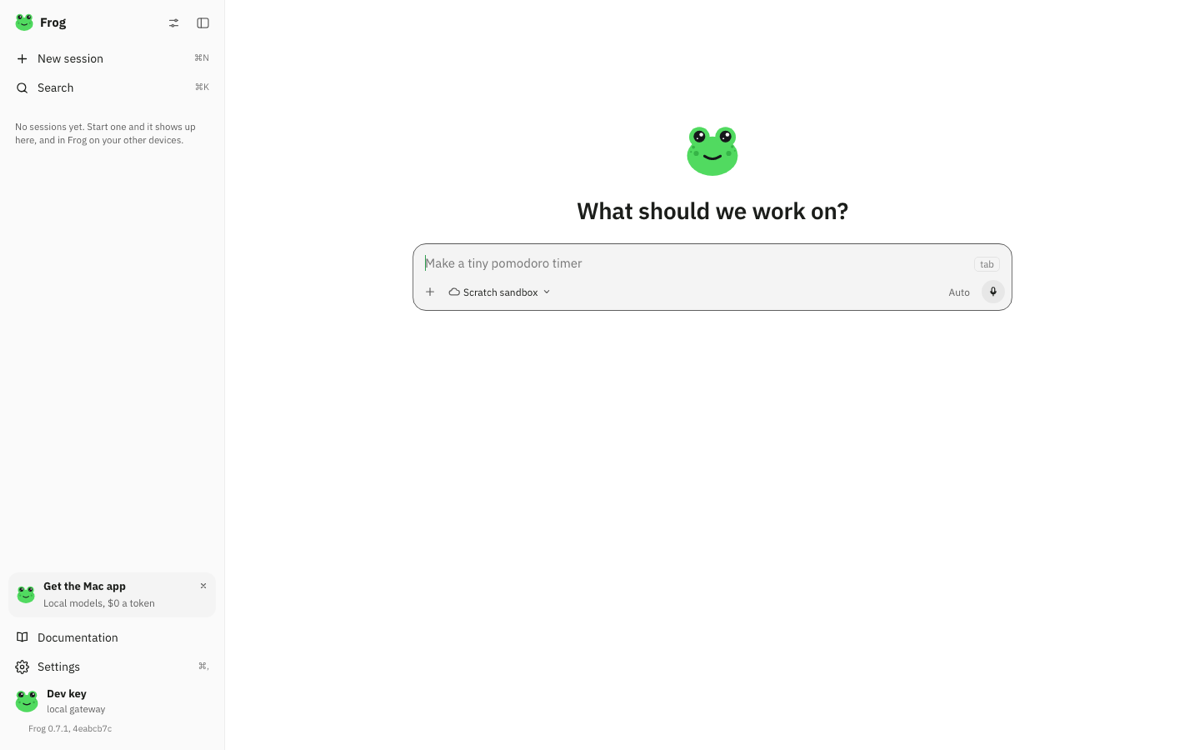 Frog
New session ⌘N
Search ⌘K
No sessions yet. Start one and it shows up
here, and in Frog on your other devices.
What should we work on?
Make a tiny pomodoro timer tab
Scratch sandbox Auto
Get the Mac app
Local models, $0 a token
Documentation
Settings ⌘,
Dev key
local gateway
Frog 0.7.1, 4eabcb7c